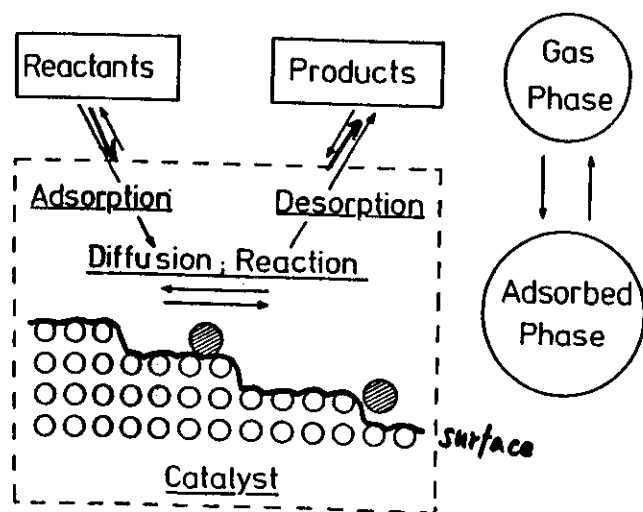 Reactants
Products
Gas
Phase
Adsorption
Desorption
Diffusion ; Reaction
Adsorbed
Phase
surface
Catalyst